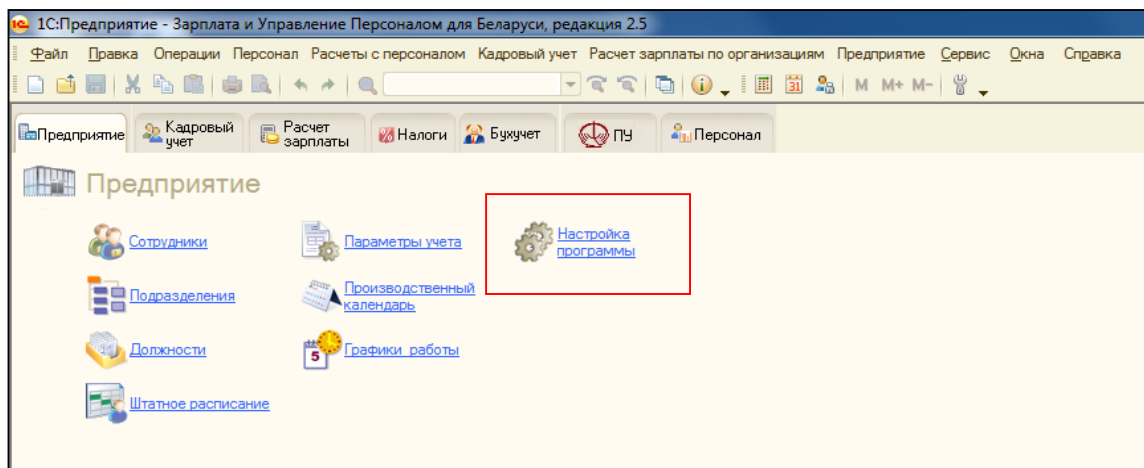 1С:Предприятие - Зарплата и Управление Персоналом для Беларуси, редакция 2.5
Файл Правка Операции Персонал Расчеты с персоналом Кадровый учет Расчет зарплаты по организациям Предприятие Сервис Окна Справка
31 M M+ M-
Предприятие Кадровый учет Расчет зарплаты Налоги Бухучет ПУ Персонал
Предприятие
Сотрудники Параметры учета Настройка
программы
Подразделения Производственный
календарь
Должности 5 Графики работы
Штатное расписание